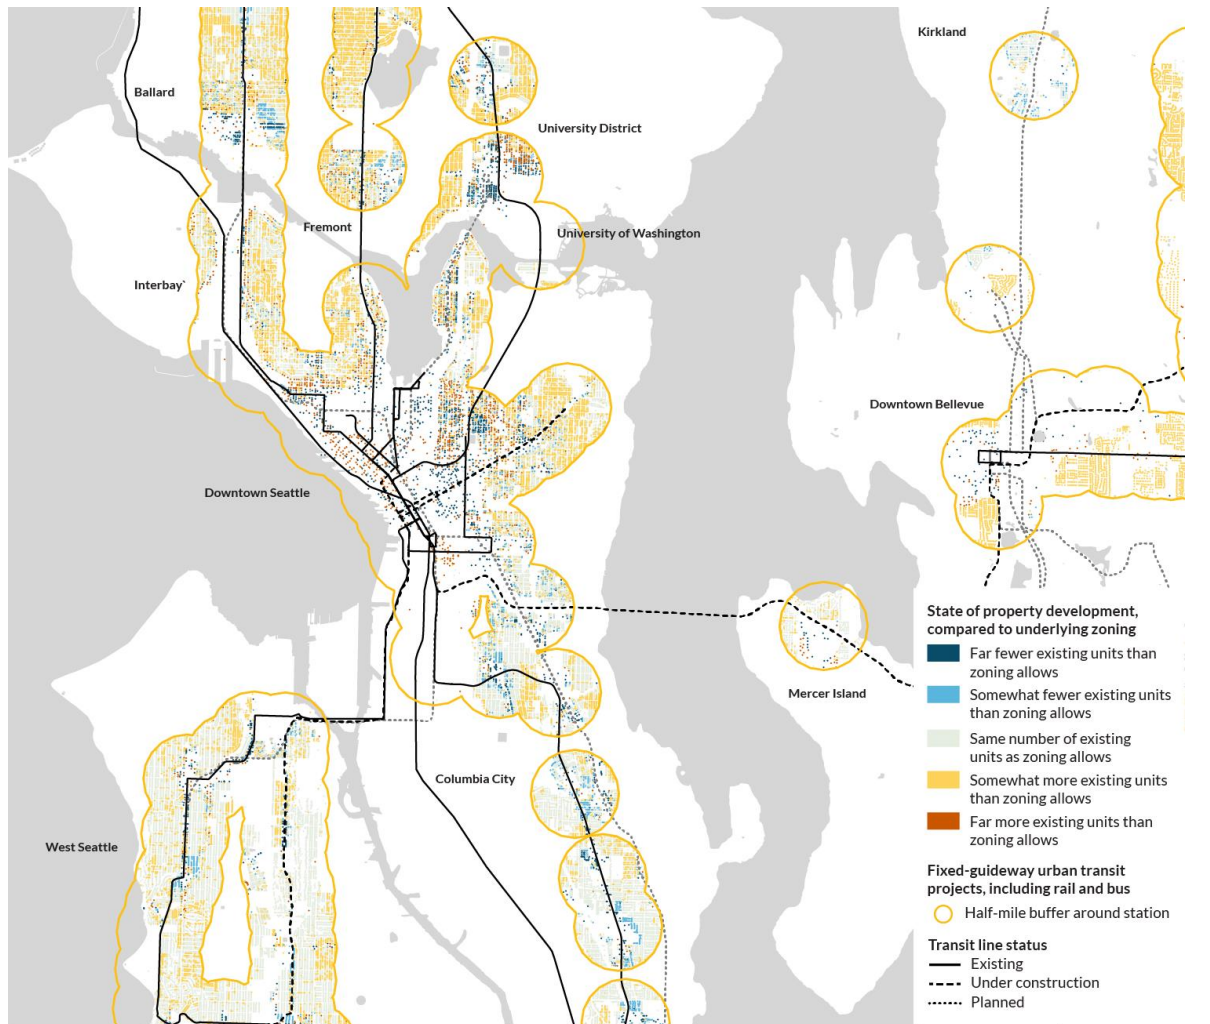 Kirkland
Ballard
University District
Fremont
University of Washington
Interbay`
Downtown Bellevue
Downtown Seattle
Mercer Island
Columbia City
West Seattle
State of property development,
compared to underlying zoning
Far fewer existing units than
zoning allows
Somewhat fewer existing units
than zoning allows
Same number of existing
units as zoning allows
Somewhat more existing units
than zoning allows
Far more existing units than
zoning allows
Fixed-guideway urban transit
projects, including rail and bus
Half-mile buffer around station
Transit line status
Existing
Under construction
Planned